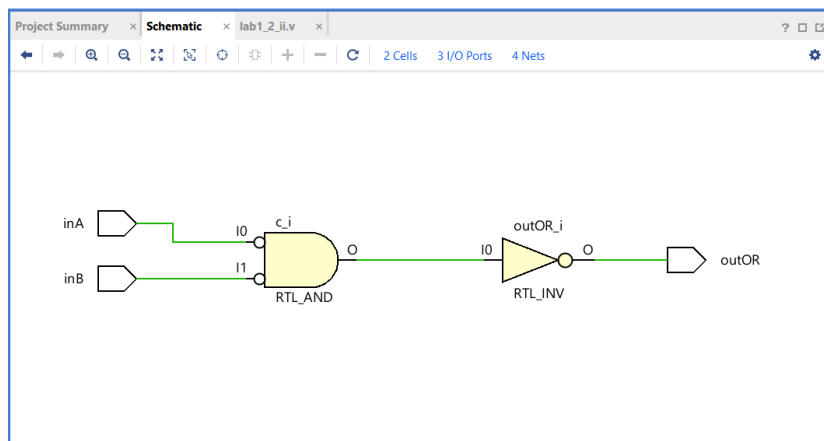 Project Summary × Schematic × lab1_2_ii.v × ?
2 Cells 3 I/O Ports 4 Nets
inA
inB
I0
I1
c_i
O
RTL_AND
I0
outOR_i
O
RTL_INV
outOR